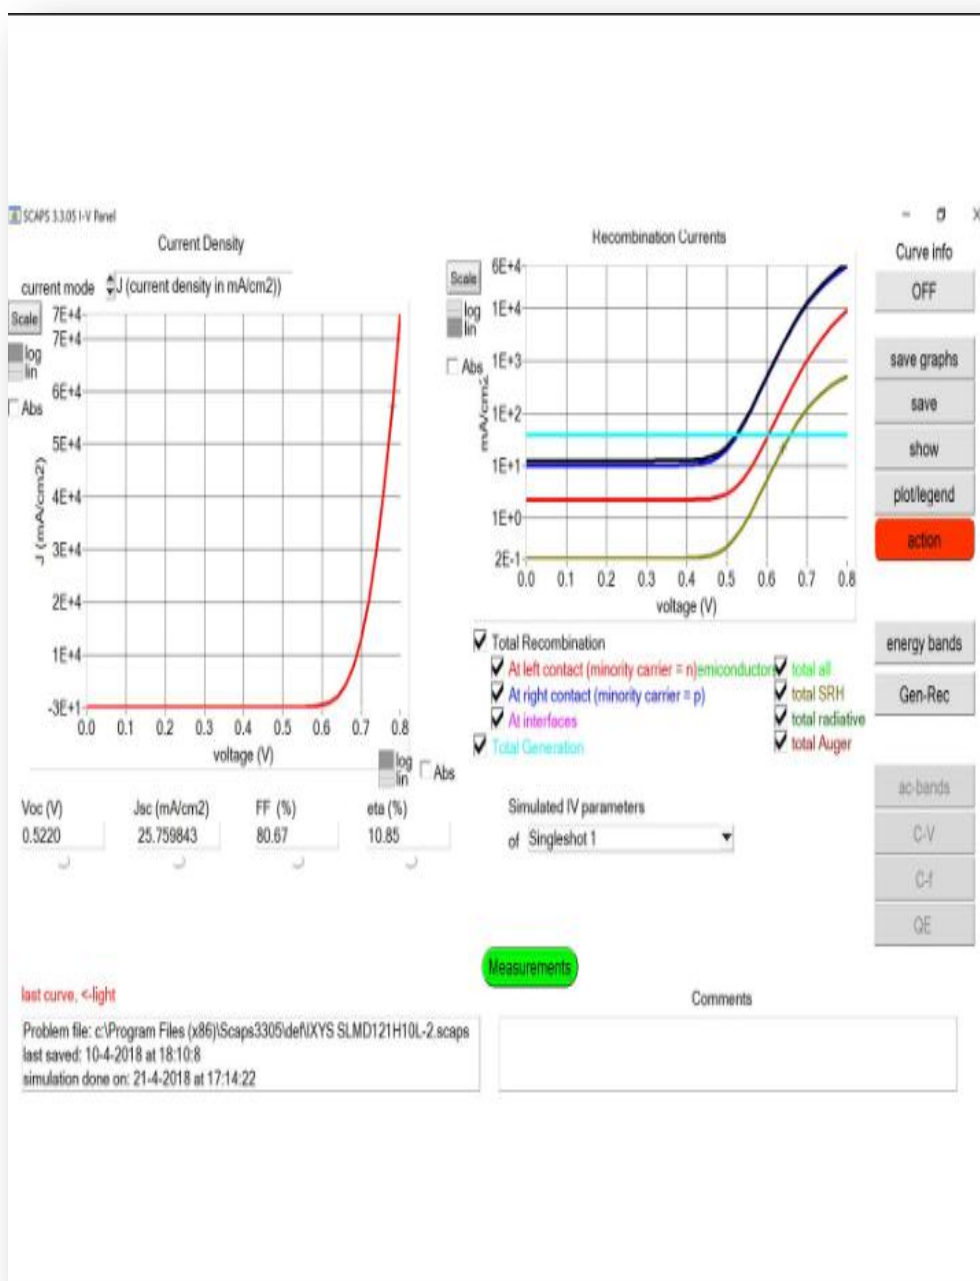 SCAPS 3.3.05 I-V Panel
Current Density
current mode J (current density in mA/cm2))
Scale
log
lin
Abs
J (mA/cm2)
7E+4
7E+4
6E+4
5E+4
4E+4
3E+4
2E+4
1E+4
-3E+1
0.0 0.1 0.2 0.3 0.4 0.5 0.6 0.7 0.8
voltage (V)
log
lin
Abs
Recombination Currents
Scale
log
lin
Abs
mA/cm2
6E+4
1E+4
1E+3
1E+2
1E+1
1E+0
2E-1
0.0 0.1 0.2 0.3 0.4 0.5 0.6 0.7 0.8
voltage (V)
Total Recombination
At left contact (minority carrier = n)emiconductors total all
At right contact (minority carrier = p) total SRH
At interfaces total radiative
Total Generation total Auger
Curve info
OFF
save graphs
save
show
plot/legend
action
energy bands
Gen-Rec
ac-bands
C-V
C-f
QE
Voc (V) Jsc (mA/cm2) FF (%) eta (%)
0.5220 25.759843 80.67 10.85
Simulated IV parameters
of Singleshot 1
Measurements
last curve, <-light
Problem file: c:\Program Files (x86)\Scaps3305\def\IXYS SLMD121H10L-2.scaps
last saved: 10-4-2018 at 18:10:8
simulation done on: 21-4-2018 at 17:14:22
Comments